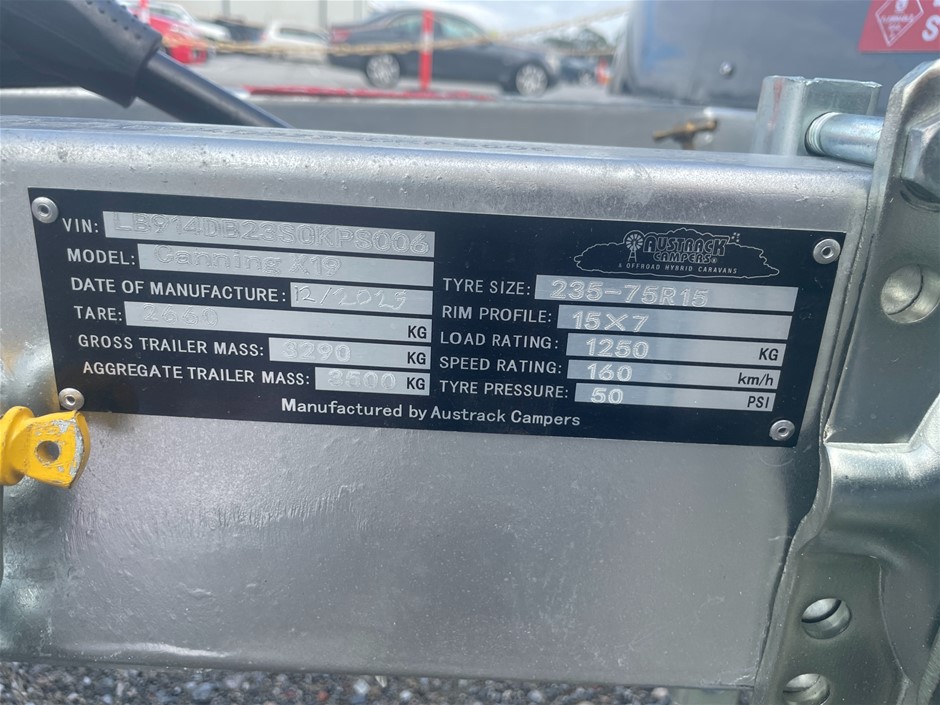 VIN: LB914DB23S0KPS006
MODEL: Canning X19
DATE OF MANUFACTURE: 12/2023
TARE: KG
GROSS TRAILER MASS: 3290 KG
AGGREGATE TRAILER MASS: 3500 KG
AUSTRACK
CAMPERS®
& OFFROAD HYBRID CARAVANS
TYRE SIZE: 235-75R15
RIM PROFILE: 15X7
LOAD RATING: 1250 KG
SPEED RATING: 160 km/h
TYRE PRESSURE: 50 PSI
Manufactured by Austrack Campers